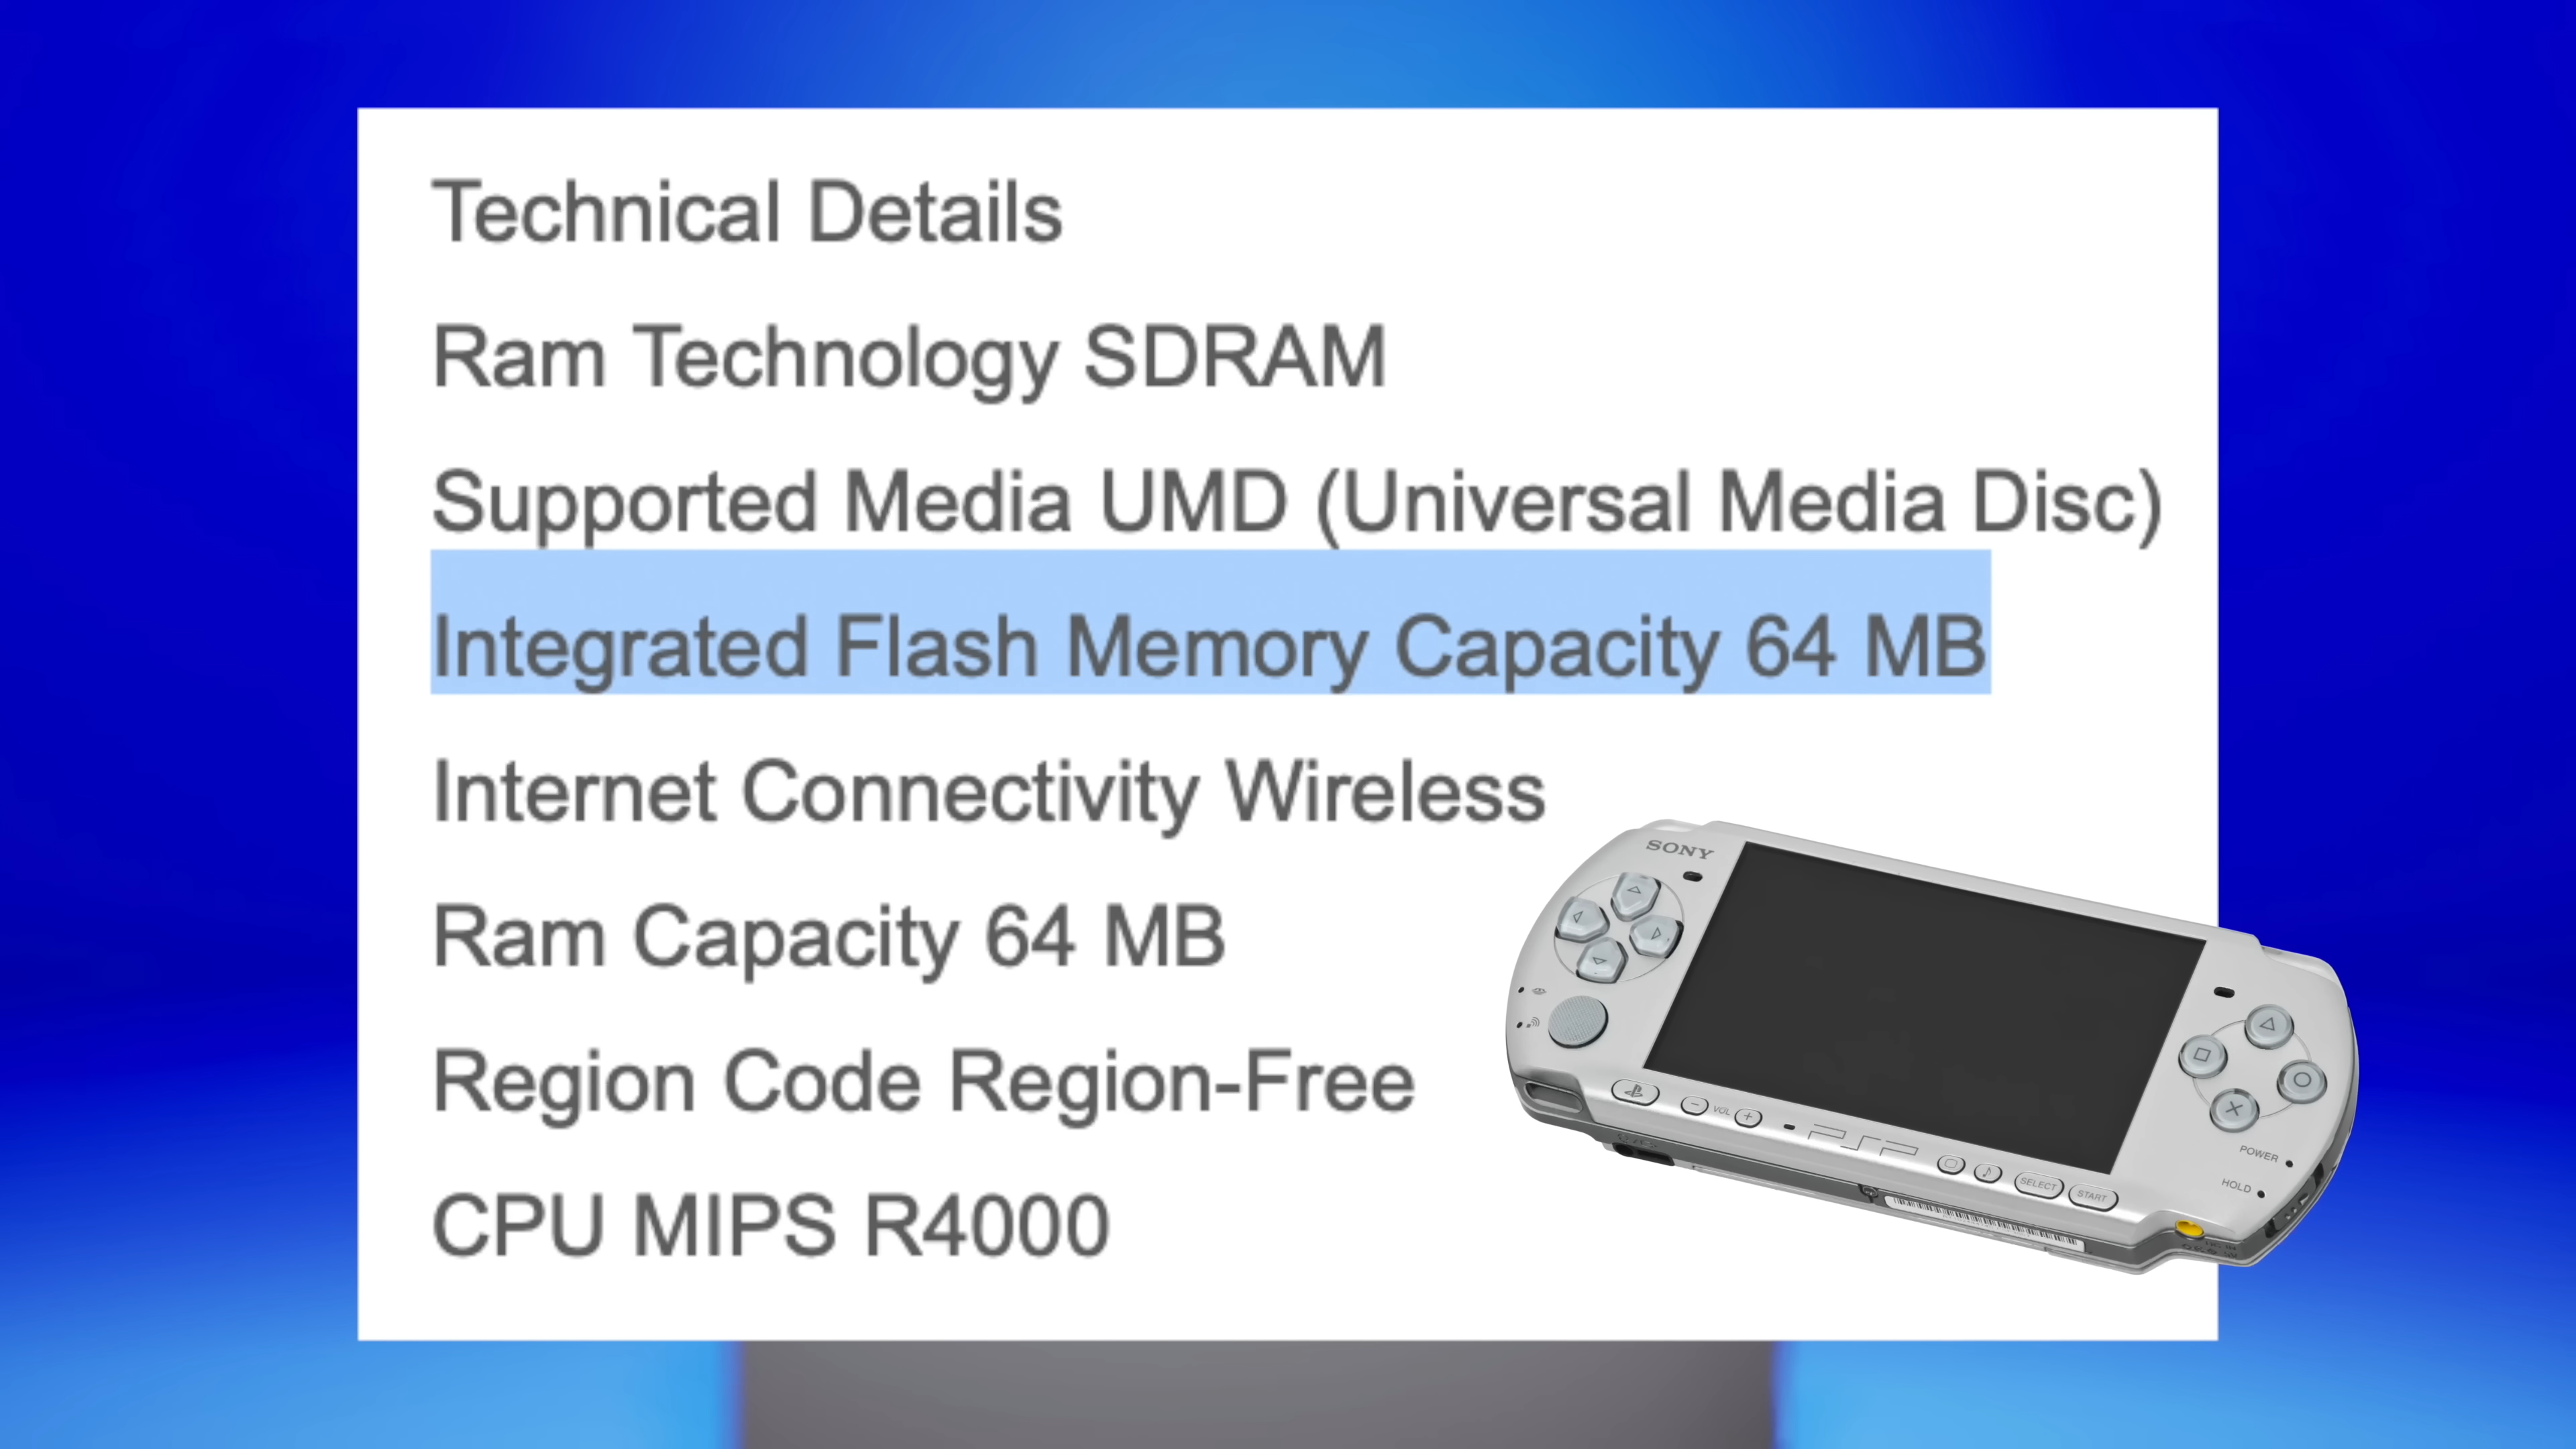 Technical Details
Ram Technology SDRAM
Supported Media UMD (Universal Media Disc)
Integrated Flash Memory Capacity 64 MB
Internet Connectivity Wireless
Ram Capacity 64 MB
Region Code Region-Free
CPU MIPS R4000
SONY
VOL
PSP
SELECT
START
POWER
HOLD